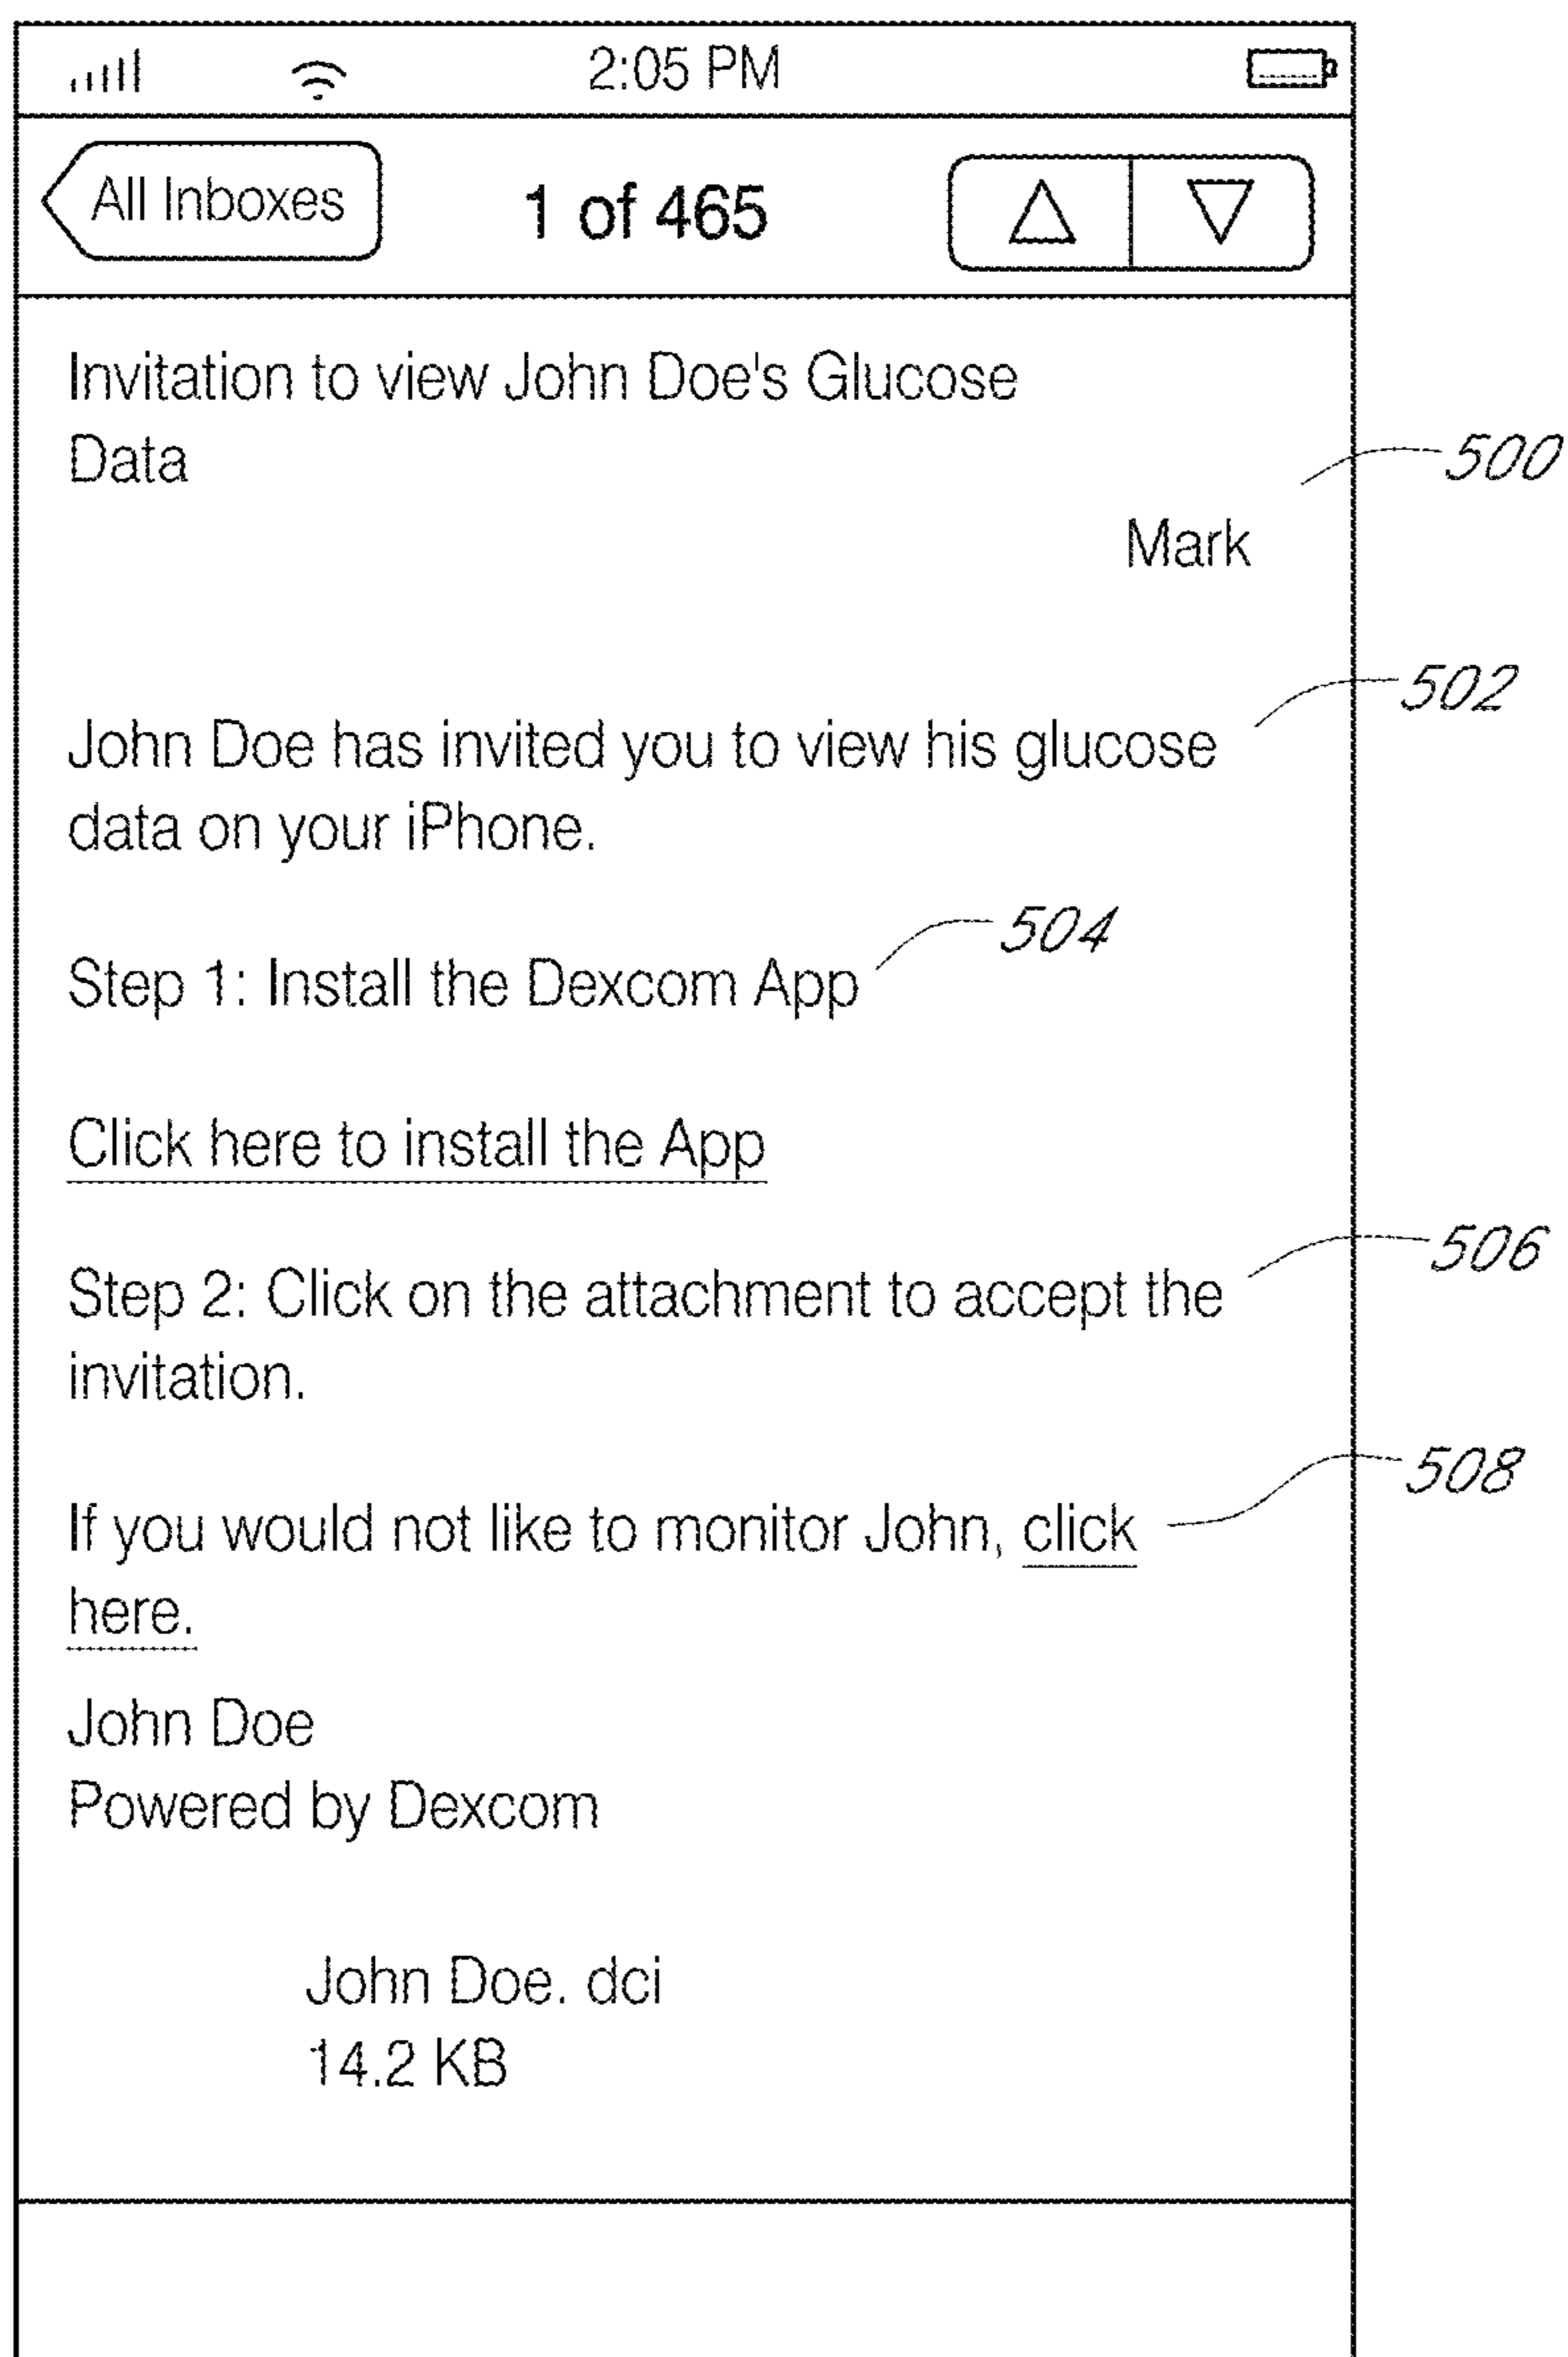 2:05 PM
All Inboxes
1 of 465
Invitation to view John Doe's Glucose
Data
500
Mark
502
John Doe has invited you to view his glucose
data on your iPhone.
504
Step 1: Install the Dexcom App
Click here to install the App
506
Step 2: Click on the attachment to accept the
invitation.
508
If you would not like to monitor John, click
here.
John Doe
Powered by Dexcom
John Doe. dci
14.2 KB